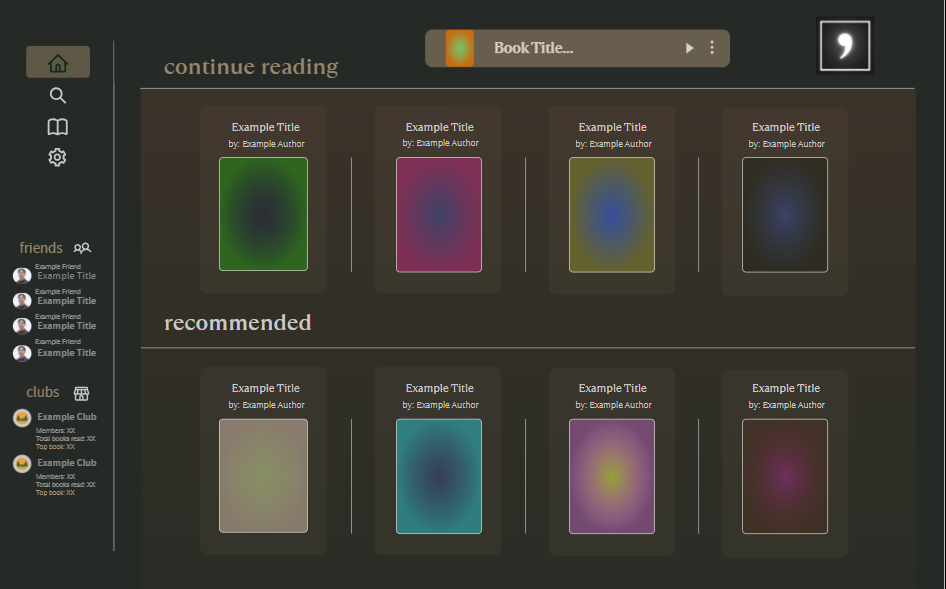 Book Title...
,
continue reading
Example Title
by: Example Author
Example Title
by: Example Author
Example Title
by: Example Author
Example Title
by: Example Author
friends
Example Friend
Example Title
Example Friend
Example Title
Example Friend
Example Title
Example Friend
Example Title
clubs
Example Club
Members: XX
Total books read: XX
Top book: XX
Example Club
Members: XX
Total books read: XX
Top book: XX
recommended
Example Title
by: Example Author
Example Title
by: Example Author
Example Title
by: Example Author
Example Title
by: Example Author